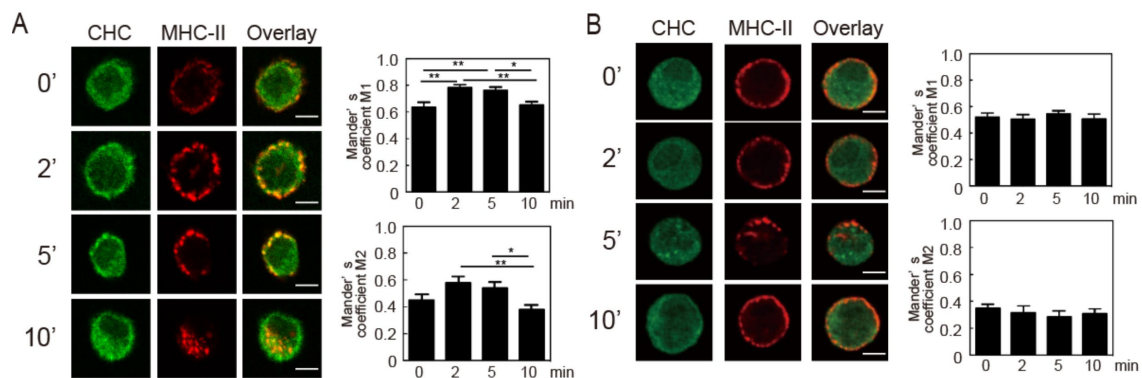 A
CHC MHC-II Overlay
0'
2'
5'
10'
Mander' s
coefficient M1
1.0
0.8
0.6
0.4
0.2
0
** **
** *
0 2 5 10 min
Mander' s
coefficient M2
1.0
0.8
0.6
0.4
0.2
0
*
**
0 2 5 10 min
B
CHC MHC-II Overlay
0'
2'
5'
10'
Mander' s
coefficient M1
1.0
0.8
0.6
0.4
0.2
0
0 2 5 10 min
Mander' s
coefficient M2
1.0
0.8
0.6
0.4
0.2
0
0 2 5 10 min